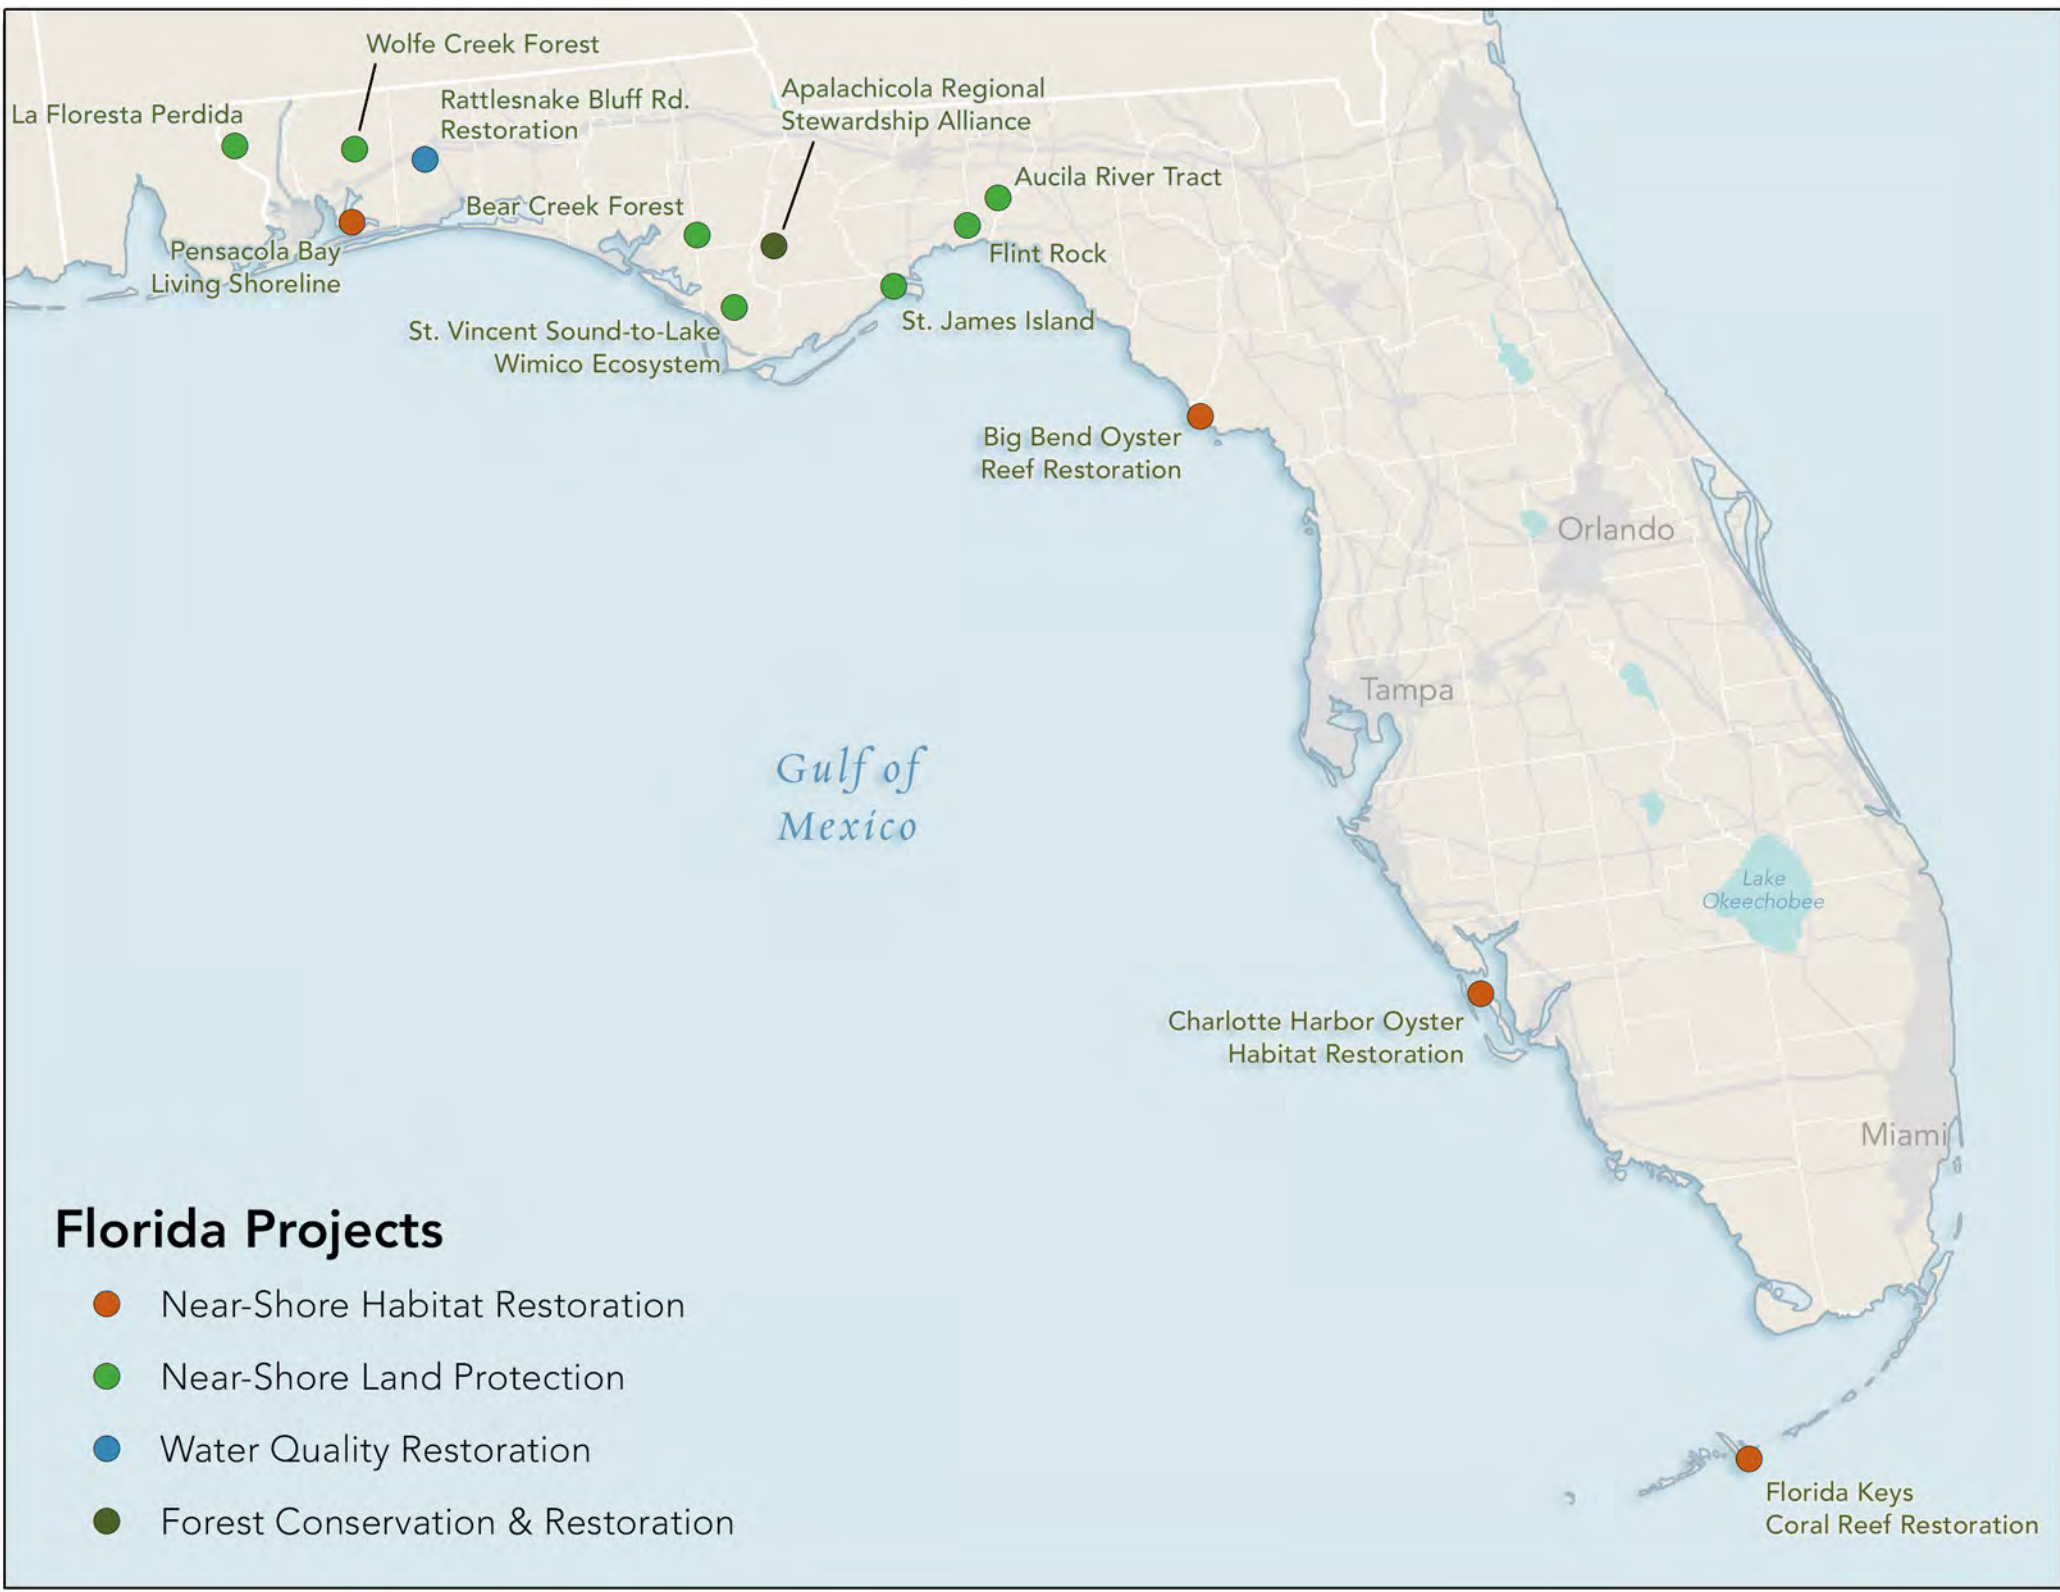 Wolfe Creek Forest
La Floresta Perdida
Rattlesnake Bluff Rd.
Restoration
Apalachicola Regional
Stewardship Alliance
Aucila River Tract
Bear Creek Forest
Flint Rock
Pensacola Bay
Living Shoreline
St. James Island
St. Vincent Sound-to-Lake
Wimico Ecosystem
Big Bend Oyster
Reef Restoration
Orlando
Tampa
Gulf of
Mexico
Lake
Okeechobee
Charlotte Harbor Oyster
Habitat Restoration
Miami
Florida Projects
Near-Shore Habitat Restoration
Near-Shore Land Protection
Water Quality Restoration
Forest Conservation & Restoration
Florida Keys
Coral Reef Restoration